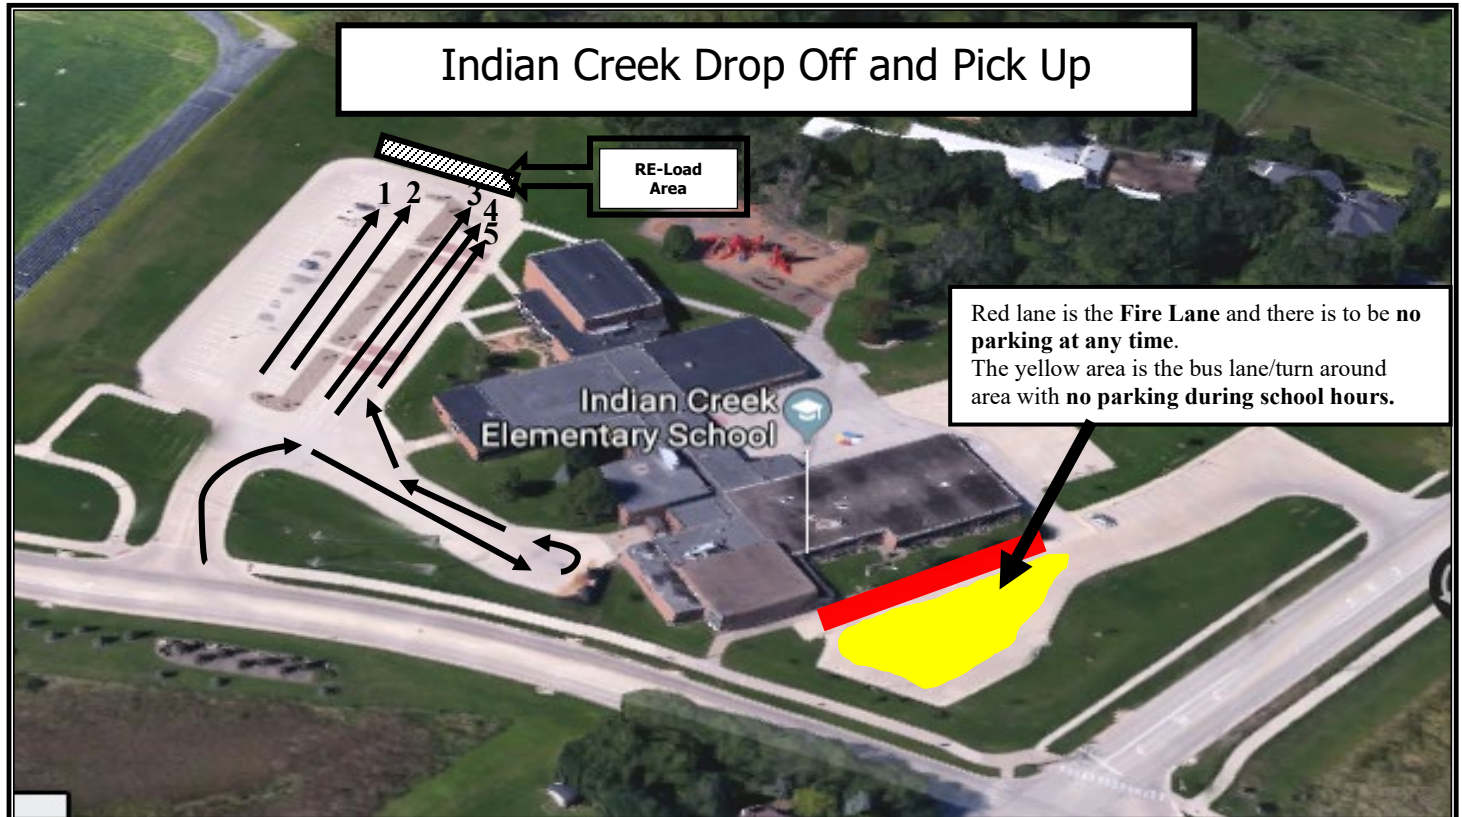 Indian Creek Drop Off and Pick Up
RE-Load
Area
1
2
3
4
5
Red lane is the Fire Lane and there is to be no
parking at any time.
The yellow area is the bus lane/turn around
area with no parking during school hours.
Indian Creek
Elementary School